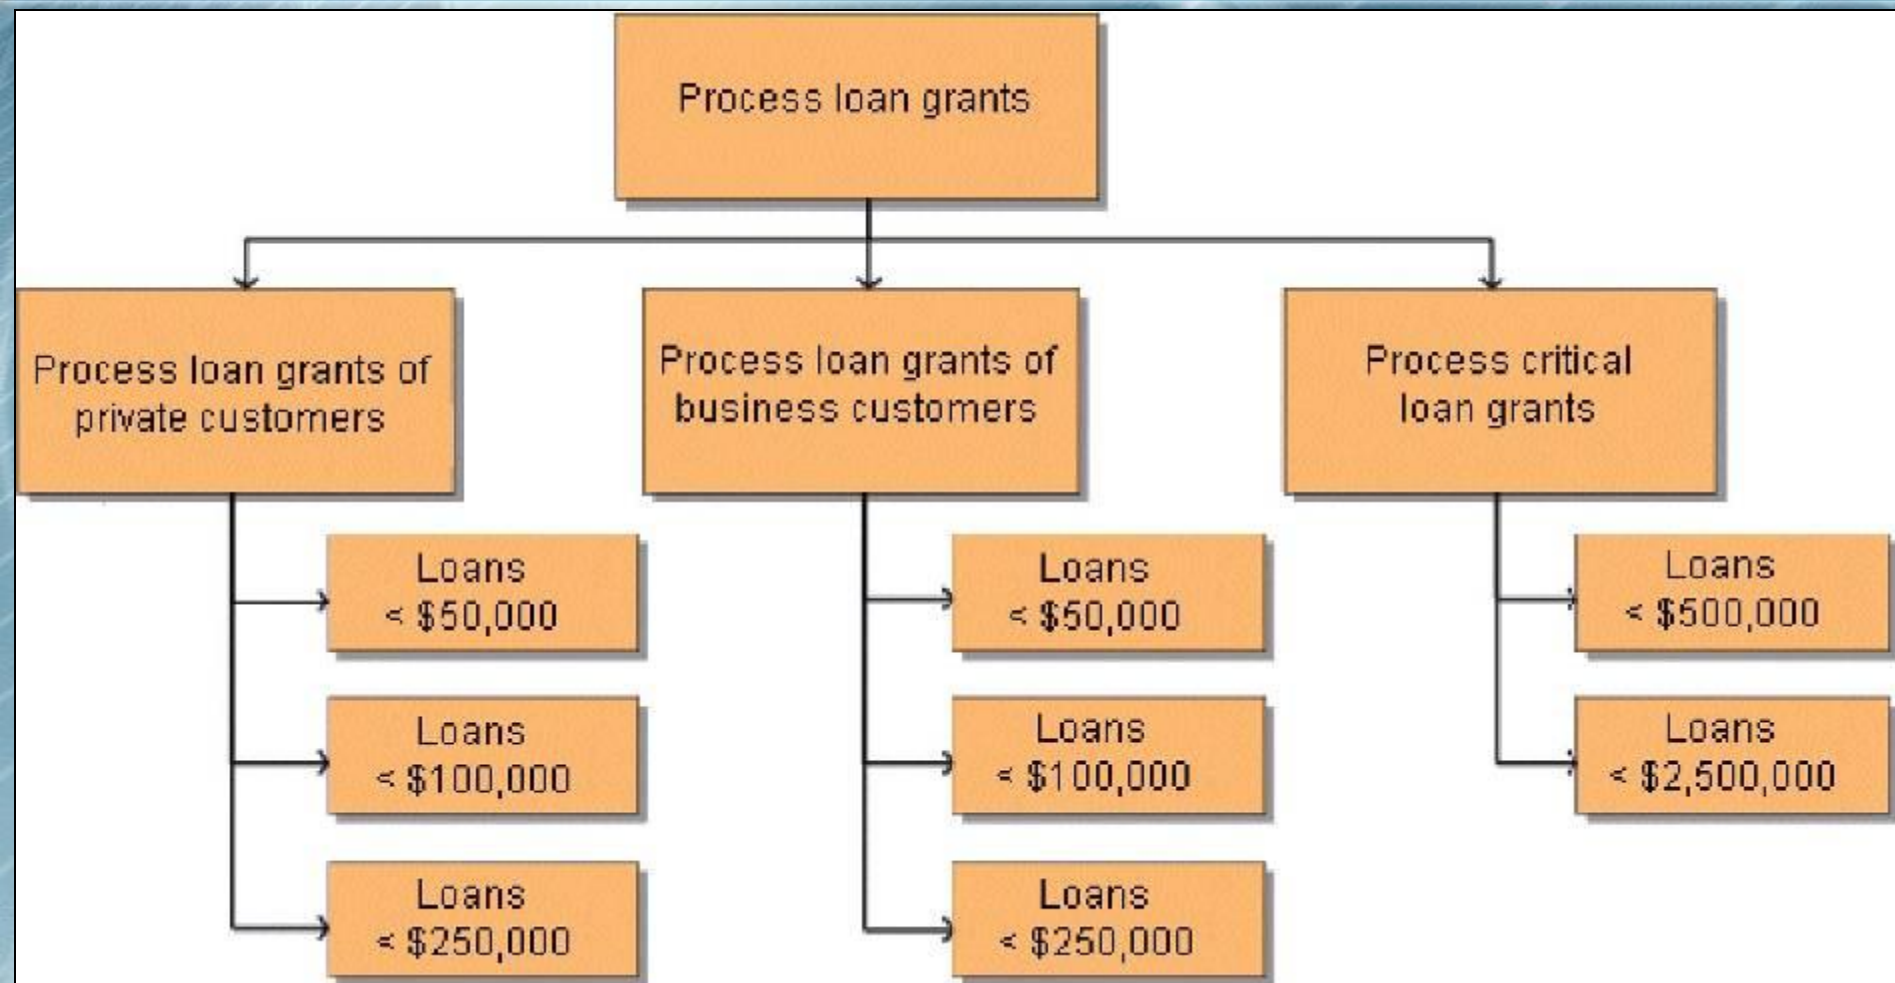 Process loan grants
Process loan grants of
private customers
Loans
< $50,000
Loans
< $100,000
Loans
< $250,000
Process loan grants of
business customers
Loans
< $50,000
Loans
< $100,000
Loans
< $250,000
Process critical
loan grants
Loans
< $500,000
Loans
< $2,500,000